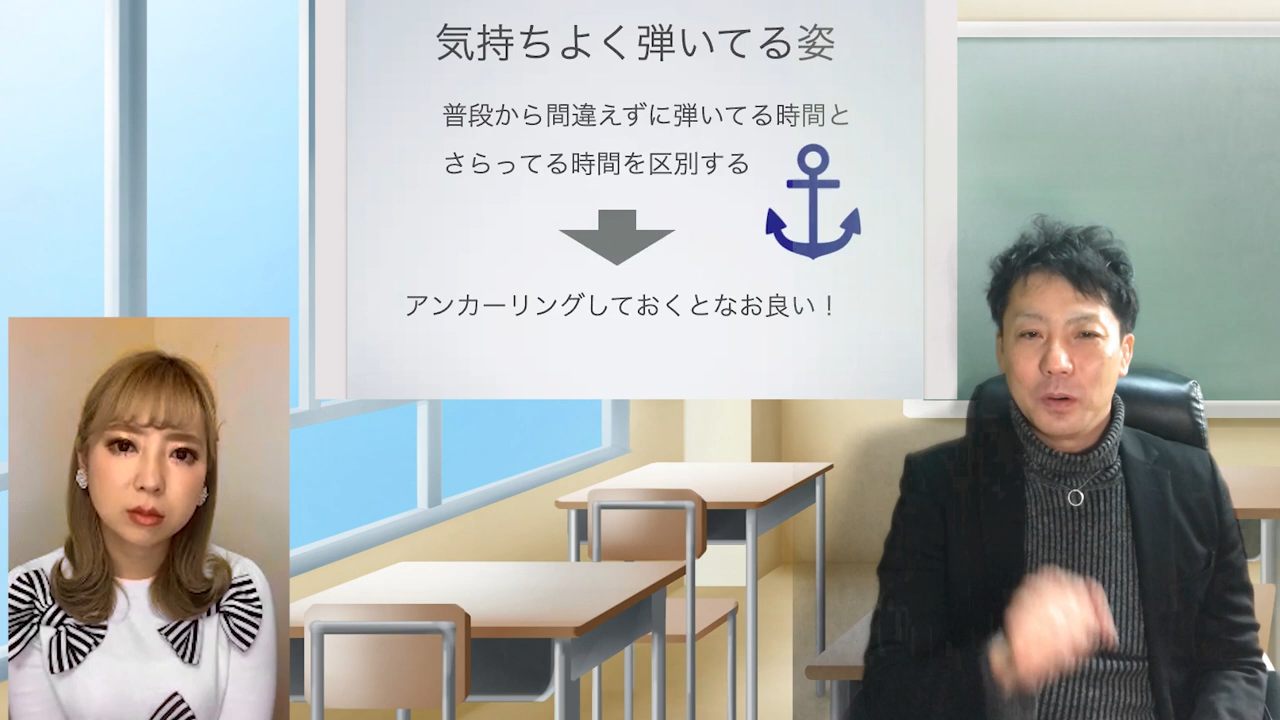 気持ちよく弾いてる姿
普段から間違えずに弾いてる時間と
さらってる時間を区別する
アンカーリングしておくとなお良い！